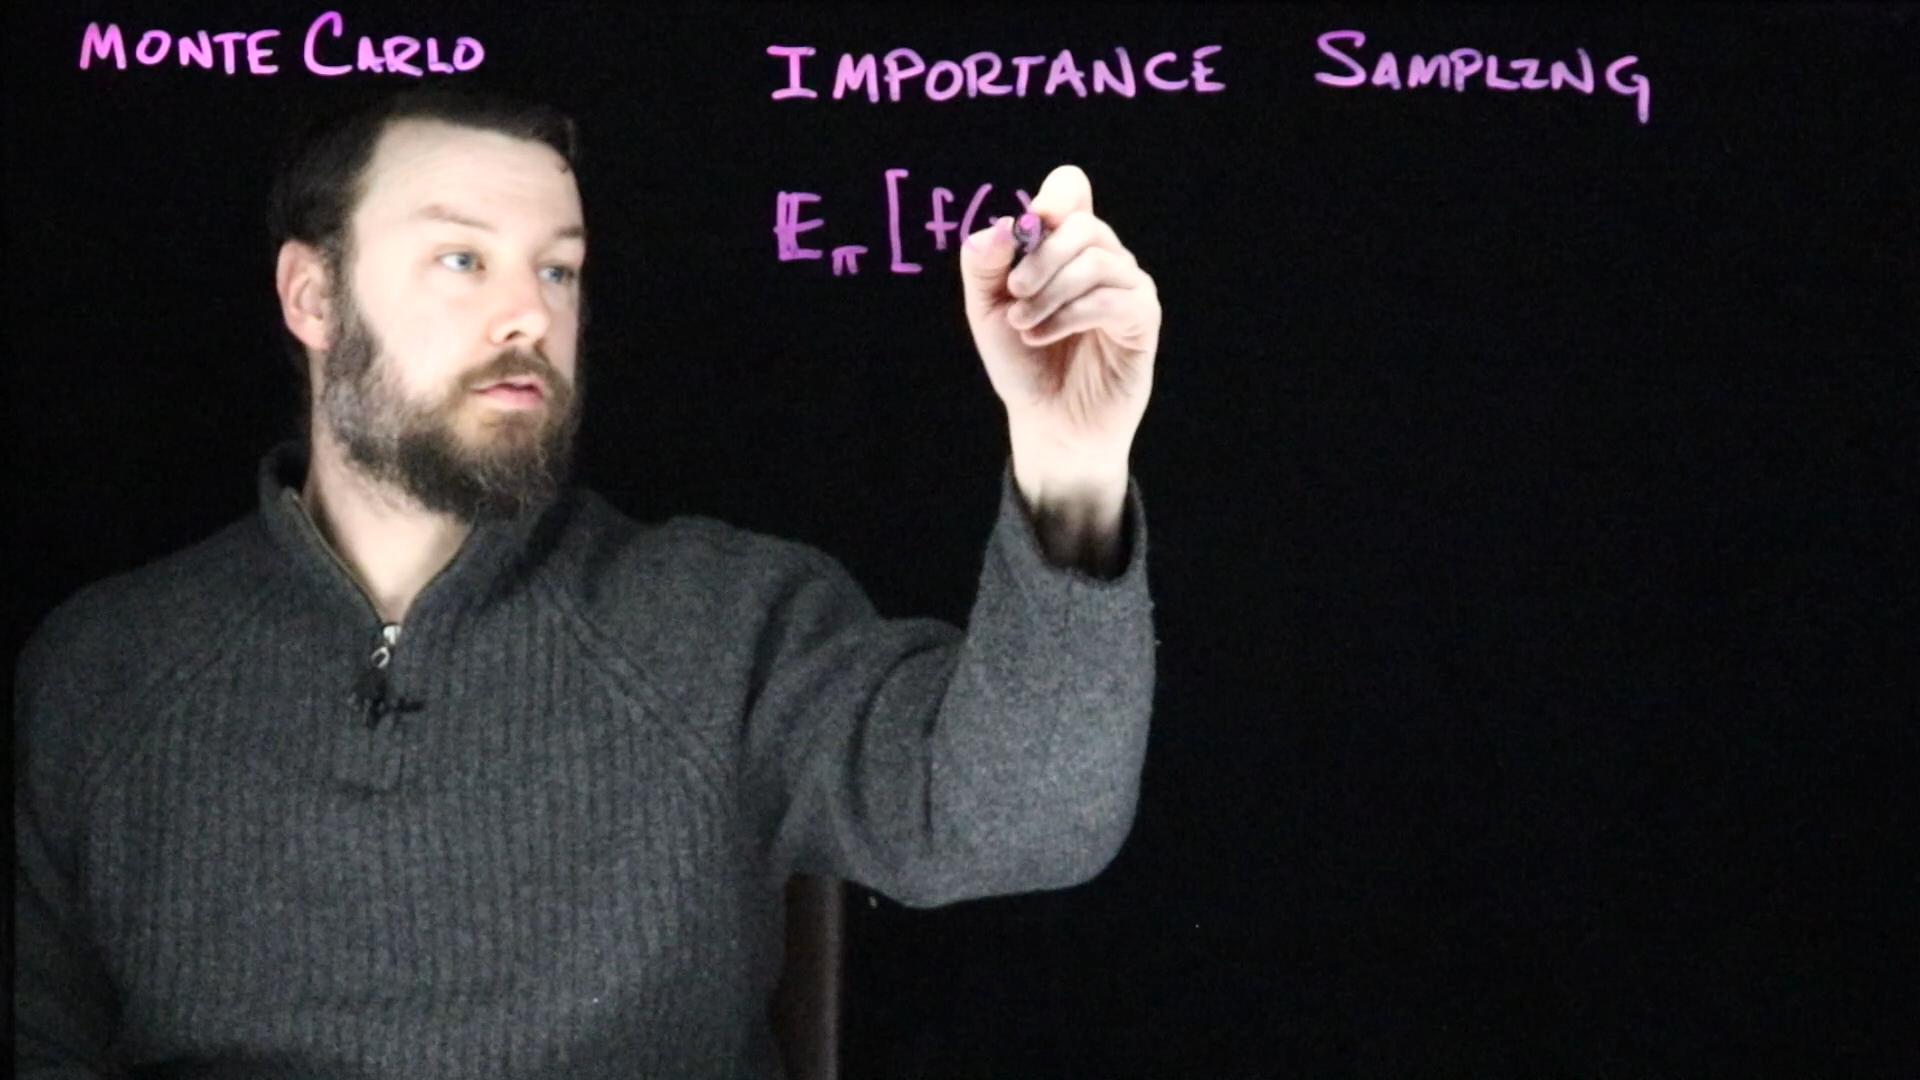 MONTE CARLO
IMPORTANCE SAMPLING
𝔼π [f(